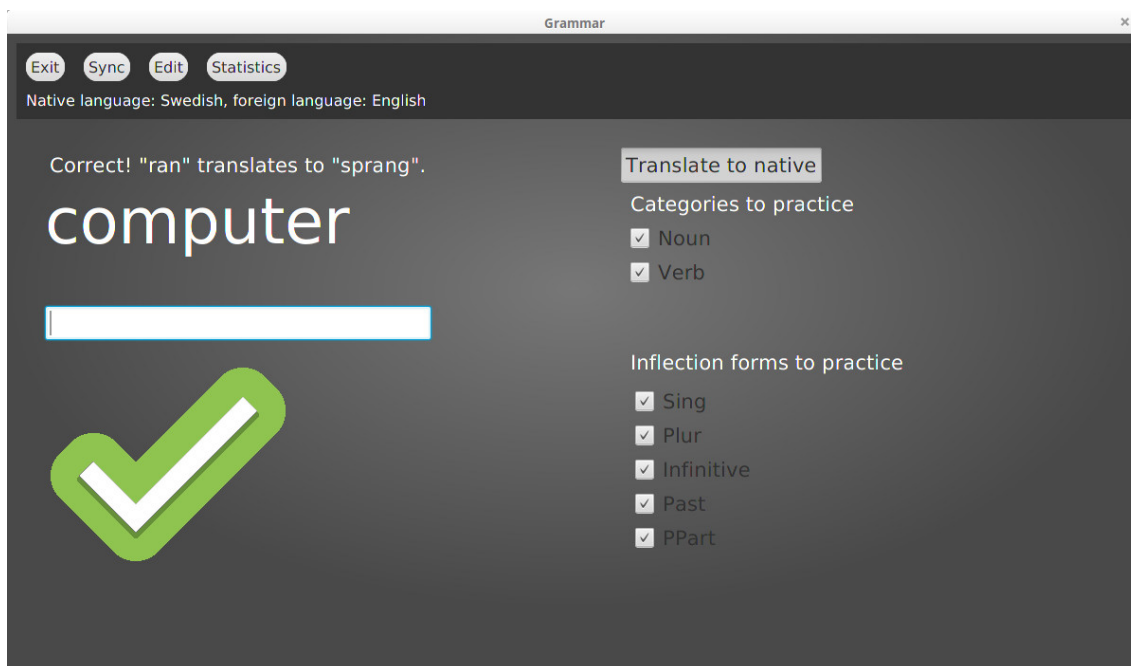 Grammar
Exit Sync Edit Statistics
Native language: Swedish, foreign language: English
Correct! "ran" translates to "sprang".
computer
Translate to native
Categories to practice
Noun
Verb
Inflection forms to practice
Sing
Plur
Infinitive
Past
PPart